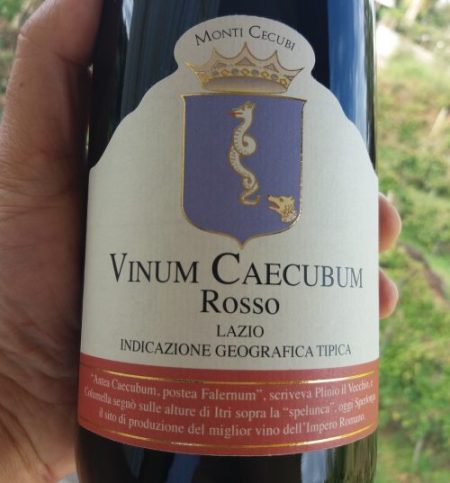 MONTI CECUBI
VINUM CAECUBUM
ROSSO
LAZIO
INDICAZIONE GEOGRAFICA TIPICA
"Antea Caecubum, postea Falernum", scriveva Plinio il Vecchio, e
Columella segnò sulle alture di Itri sopra la "spelunca", oggi Sperlonga,
il sito di produzione del miglior vino dell'Impero Romano.